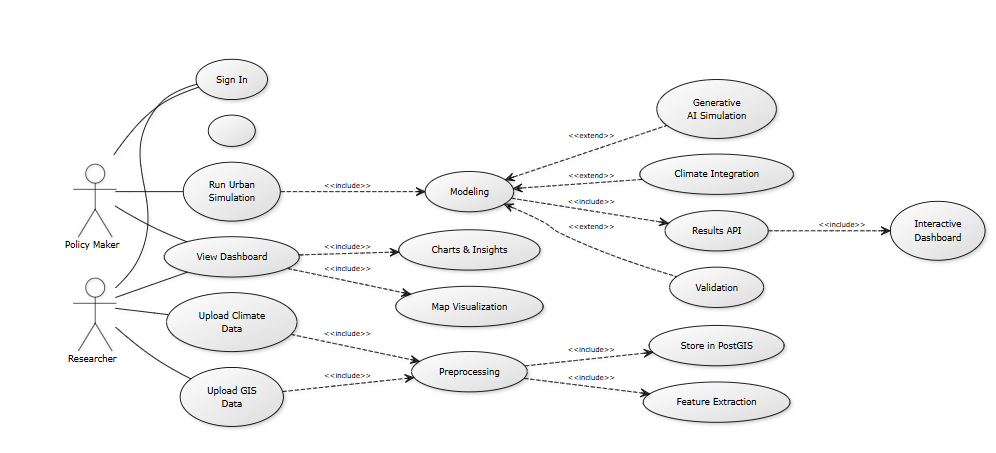 Sign In
Generative
AI Simulation
<<extend>>
Climate Integration
<<extend>>
Run Urban
Simulation
<<include>>
Modeling
<<include>>
Results API
<<include>>
Interactive
Dashboard
<<extend>>
Policy Maker
View Dashboard
<<include>>
Charts & Insights
<<include>>
Map Visualization
Validation
Upload Climate
Data
<<include>>
Researcher
Preprocessing
<<include>>
Store in PostGIS
<<include>>
Feature Extraction
Upload GIS
Data
<<include>>